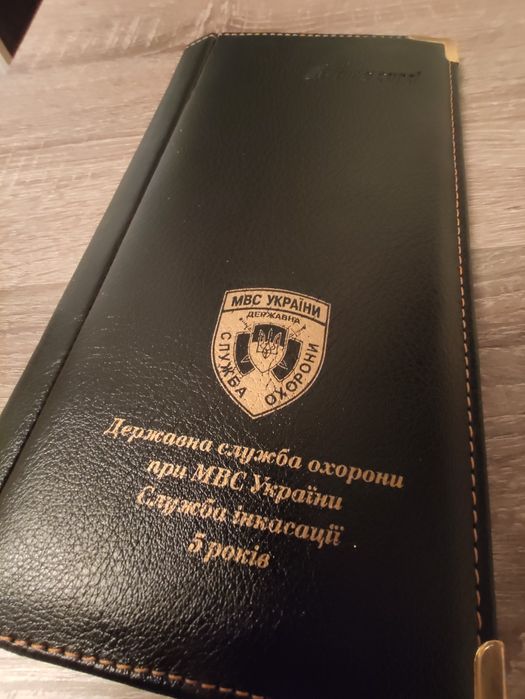 МВС УКРАЇНИ
ДЕРЖАВНА
СЛУЖБА ОХОРОНИ
Державна служба охорони
при МВС України
Служба інкасації
5 років